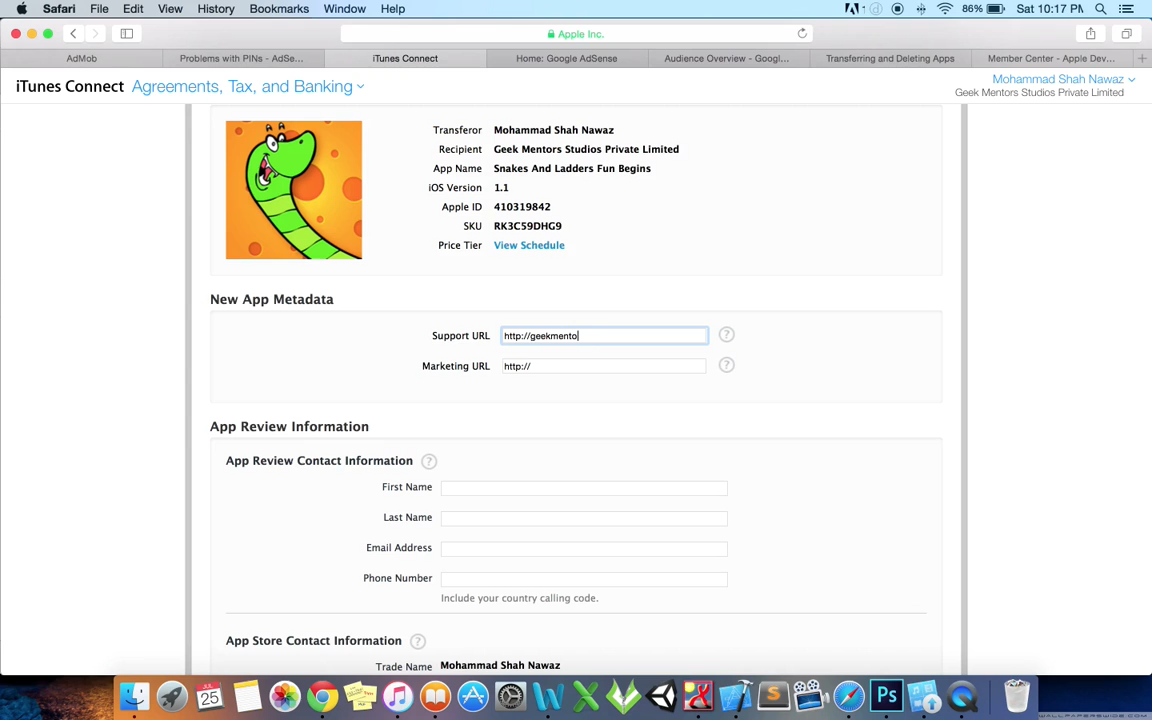 Safari File Edit View History Bookmarks Window Help 86% Sat 10:17 PM
Apple Inc.
AdMob Problems with PINs - AdSe... iTunes Connect Home: Google AdSense Audience Overview - Googl... Transferring and Deleting Apps Member Center - Apple Dev...
iTunes Connect Agreements, Tax, and Banking Mohammad Shah Nawaz
Geek Mentors Studios Private Limited
Transferor Mohammad Shah Nawaz
Recipient Geek Mentors Studios Private Limited
App Name Snakes And Ladders Fun Begins
iOS Version 1.1
Apple ID 410319842
SKU RK3C59DHG9
Price Tier View Schedule
New App Metadata
Support URL http://geekmento ?
Marketing URL http:// ?
App Review Information
App Review Contact Information ?
First Name
Last Name
Email Address
Phone Number
Include your country calling code.
App Store Contact Information ?
Trade Name Mohammad Shah Nawaz
JUL
25
Ps